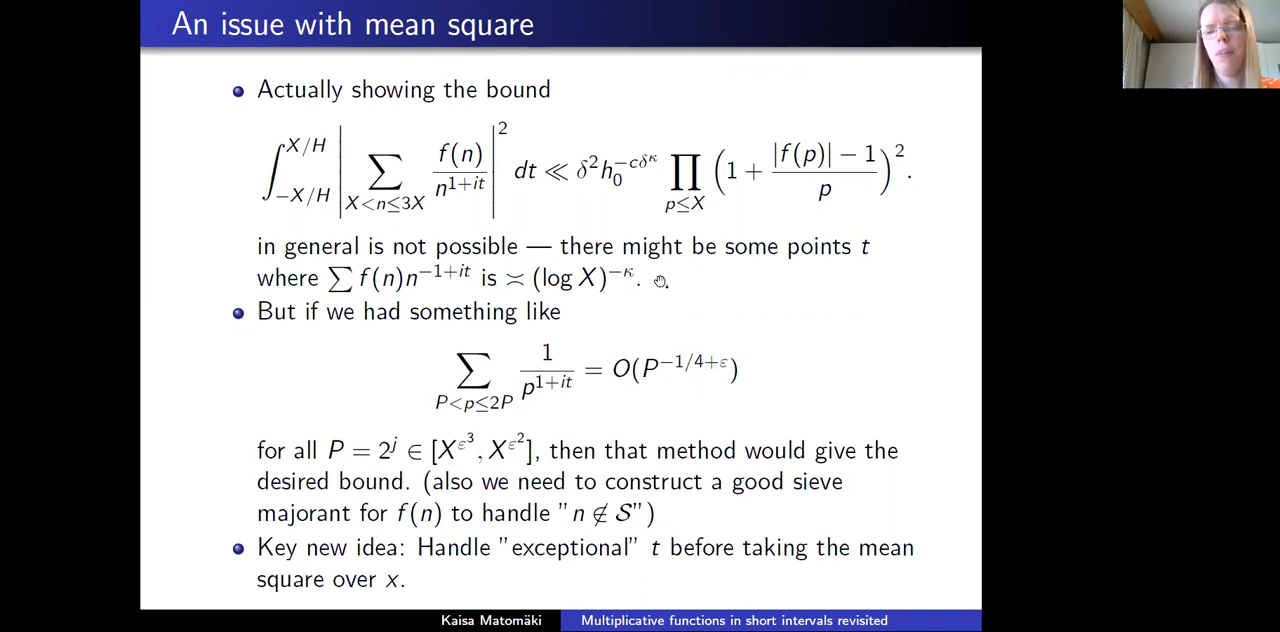 An issue with mean square
Actually showing the bound
∫_{-X/H}^{X/H} |∑_{X<n≤3X} f(n)/n^{1+it}|^2 dt ≪ δ^2 h_0^{-cδ^κ} ∏_{p≤X} (1 + (|f(p)| − 1)/p)^2.
in general is not possible — there might be some points t
where ∑ f(n)n^{−1+it} is ≍ (log X)^{−κ}.
But if we had something like
∑_{P<p≤2P} 1/p^{1+it} = O(P^{−1/4+ε})
for all P = 2^j ∈ [X^{ε^3}, X^{ε^2}], then that method would give the
desired bound. (also we need to construct a good sieve
majorant for f(n) to handle "n ∉ S")
Key new idea: Handle "exceptional" t before taking the mean
square over x.
Kaisa Matomäki Multiplicative functions in short intervals revisited